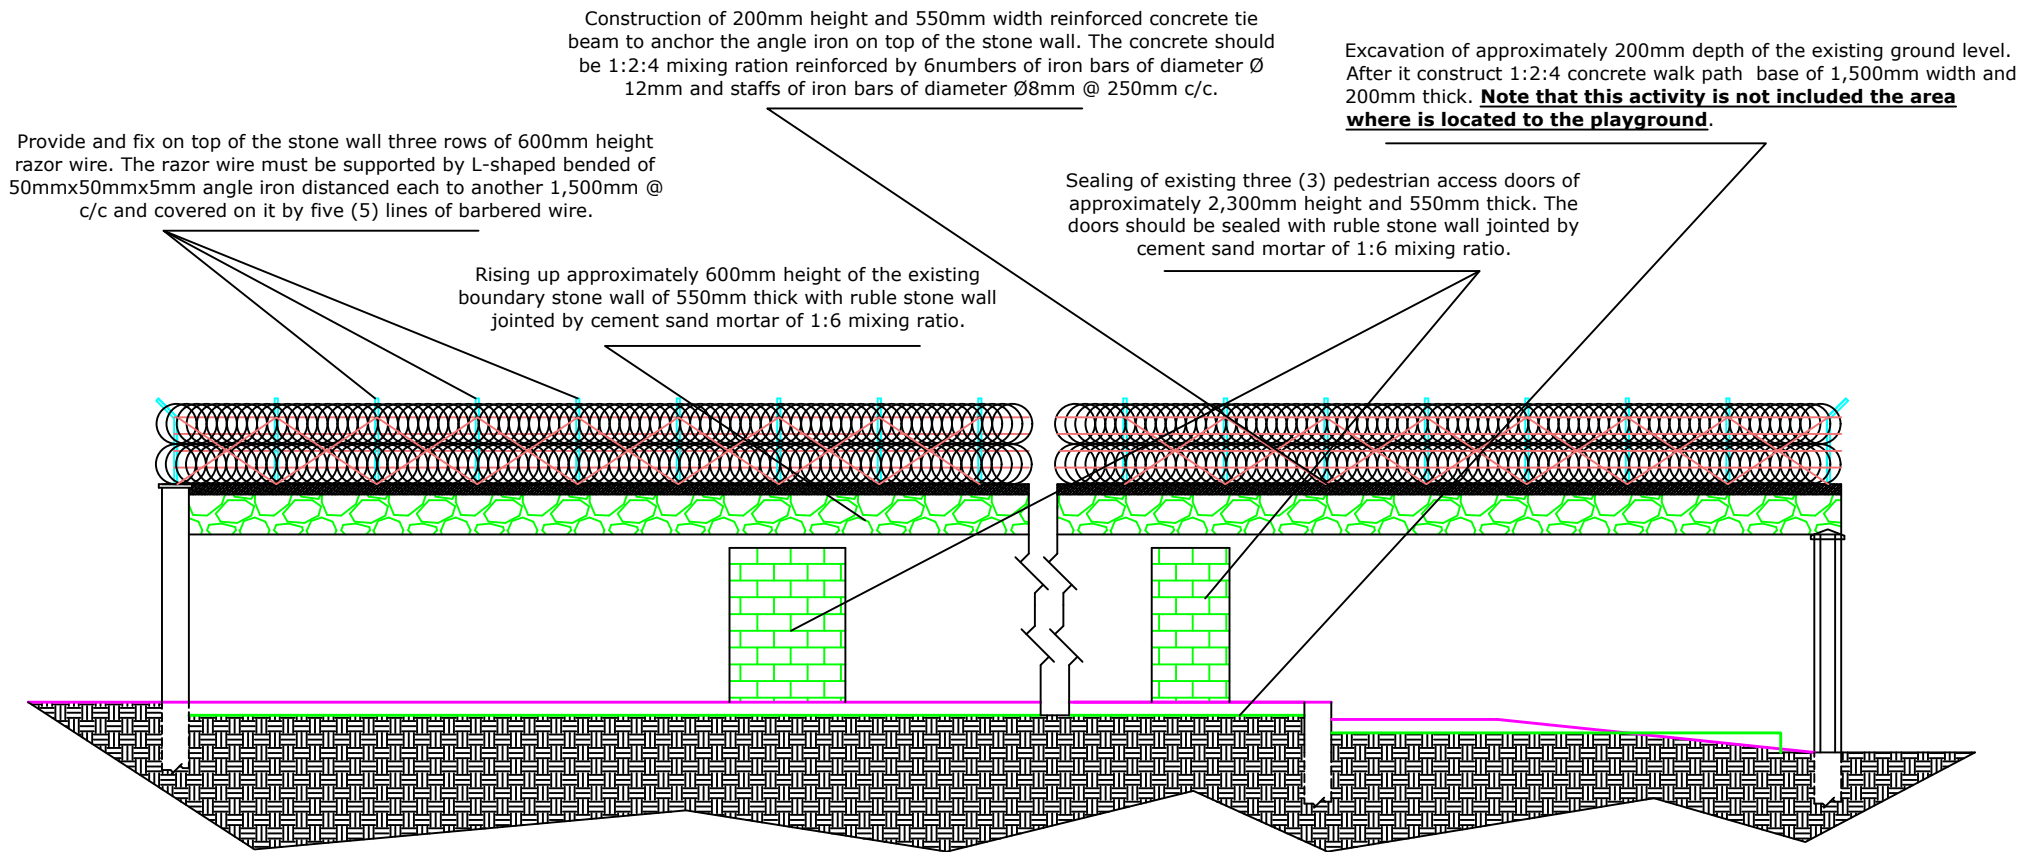 Construction of 200mm height and 550mm width reinforced concrete tie
beam to anchor the angle iron on top of the stone wall. The concrete should
be 1:2:4 mixing ration reinforced by 6numbers of iron bars of diameter Ø
12mm and staffs of iron bars of diameter Ø8mm @ 250mm c/c.
Excavation of approximately 200mm depth of the existing ground level.
After it construct 1:2:4 concrete walk path base of 1,500mm width and
200mm thick. Note that this activity is not included the area
where is located to the playground.
Provide and fix on top of the stone wall three rows of 600mm height
razor wire. The razor wire must be supported by L-shaped bended of
50mmx50mmx5mm angle iron distanced each to another 1,500mm @
c/c and covered on it by five (5) lines of barbered wire.
Sealing of existing three (3) pedestrian access doors of
approximately 2,300mm height and 550mm thick. The
doors should be sealed with ruble stone wall jointed by
cement sand mortar of 1:6 mixing ratio.
Rising up approximately 600mm height of the existing
boundary stone wall of 550mm thick with ruble stone wall
jointed by cement sand mortar of 1:6 mixing ratio.